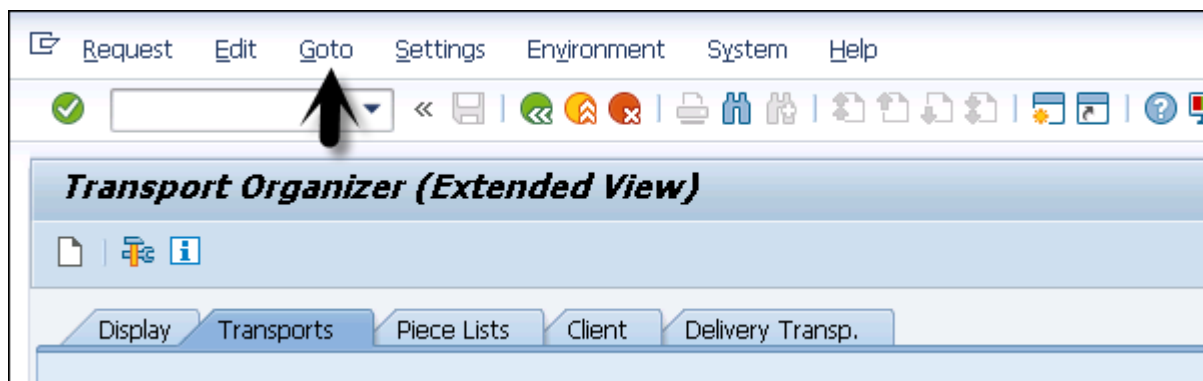 Request Edit Goto Settings Environment System Help
Transport Organizer (Extended View)
Display Transports Piece Lists Client Delivery Transp.